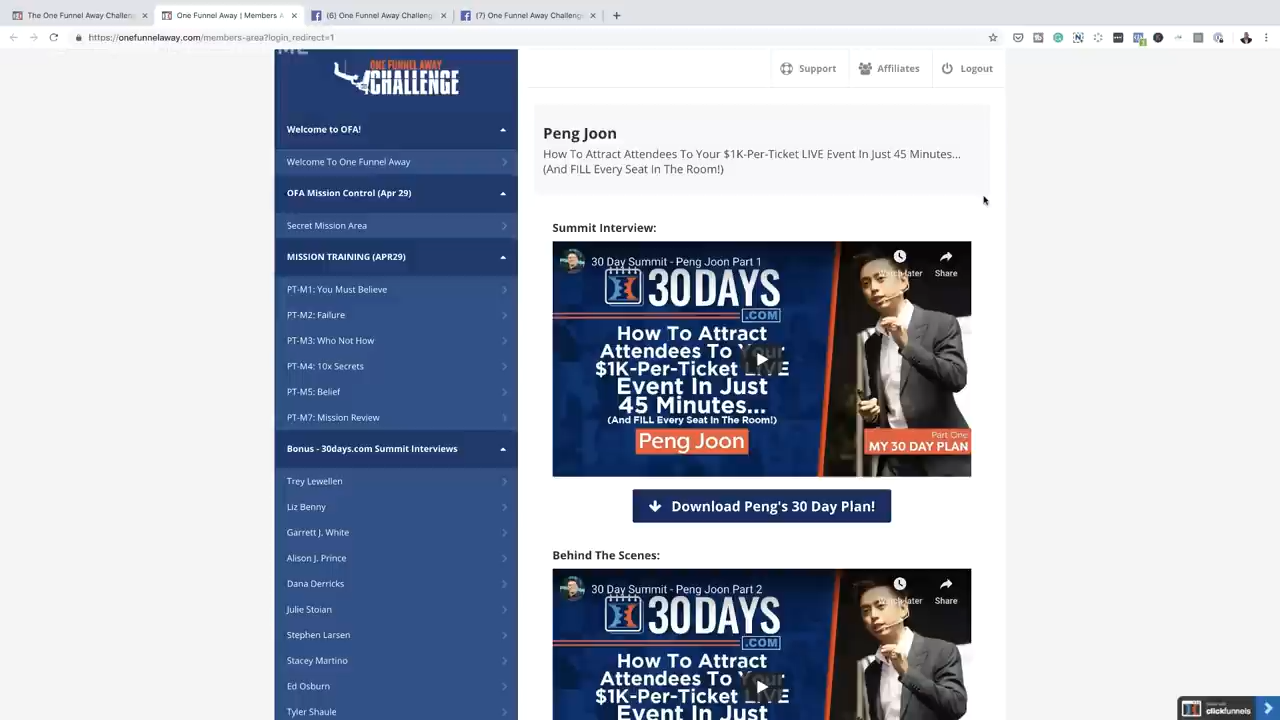 The One Funnel Away Challenge
One Funnel Away | Members A
(6) One Funnel Away Challeng
(7) One Funnel Away Challeng
https://onefunnelaway.com/members-area?login_redirect=1
ONE FUNNEL AWAY
CHALLENGE
Support
Affiliates
Logout
Welcome to OFA!
Welcome To One Funnel Away
OFA Mission Control (Apr 29)
Secret Mission Area
MISSION TRAINING (APR29)
PT-M1: You Must Believe
PT-M2: Failure
PT-M3: Who Not How
PT-M4: 10x Secrets
PT-M5: Belief
PT-M7: Mission Review
Bonus - 30days.com Summit Interviews
Trey Lewellen
Liz Benny
Garrett J. White
Alison J. Prince
Dana Derricks
Julie Stoian
Stephen Larsen
Stacey Martino
Ed Osburn
Tyler Shaule
Peng Joon
How To Attract Attendees To Your $1K-Per-Ticket LIVE Event In Just 45 Minutes...
(And FILL Every Seat In The Room!)
Summit Interview:
30 Day Summit - Peng Joon Part 1
Watch later
Share
30DAYS
.COM
How To Attract
Attendees To Your
$1K-Per-Ticket LIVE
Event In Just
45 Minutes...
(And FILL Every Seat In The Room!)
Peng Joon
Part One
MY 30 DAY PLAN
Download Peng's 30 Day Plan!
Behind The Scenes:
30 Day Summit - Peng Joon Part 2
Watch later
Share
30DAYS
.COM
How To Attract
Attendees To Your
$1K-Per-Ticket LIVE
Event In Just
clickfunnels